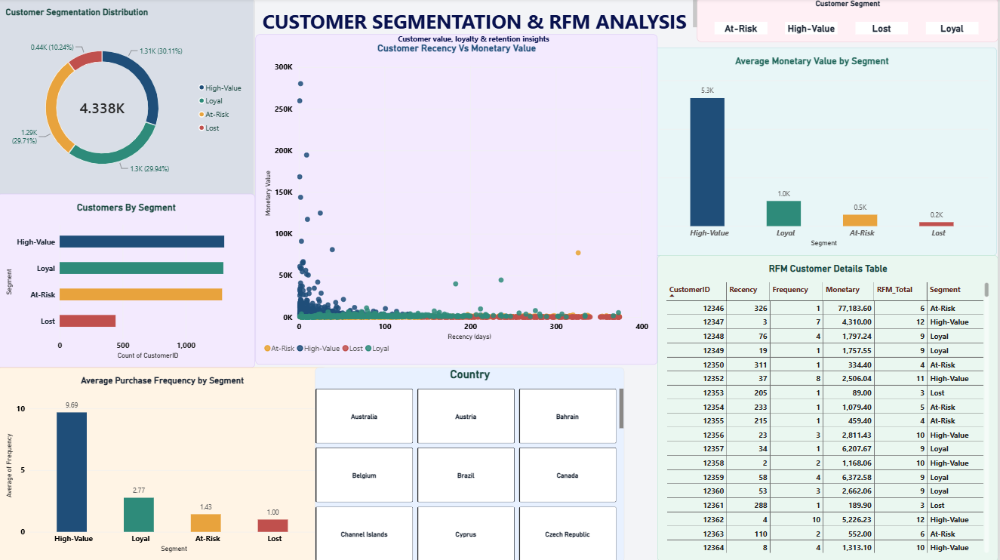 Customer Segmentation Distribution
0.44K (10.24%)
1.31K (30.11%)
4.338K
1.29K
(29.71%)
1.3K (29.94%)
High-Value
Loyal
At-Risk
Lost
CUSTOMER SEGMENTATION & RFM ANALYSIS
Customer value, loyalty & retention insights
Customer Segment
At-Risk High-Value Lost Loyal
Customer Recency Vs Monetary Value
Monetary Value
300K
250K
200K
150K
100K
50K
0K
0 100 200 300 400
Recency (days)
At-Risk High-Value Lost Loyal
Average Monetary Value by Segment
5.3K
1.0K
0.5K
0.2K
High-Value Loyal At-Risk Lost
Segment
Customers By Segment
Segment
High-Value
Loyal
At-Risk
Lost
0 500 1,000
Count of CustomerID
Average Purchase Frequency by Segment
Average of Frequency
10
5
0
9.69
2.77
1.43
1.00
High-Value Loyal At-Risk Lost
Segment
Country
Australia Austria Bahrain
Belgium Brazil Canada
Channel Islands Cyprus Czech Republic
RFM Customer Details Table
CustomerID Recency Frequency Monetary RFM_Total Segment
12346 326 1 77,183.60 6 At-Risk
12347 3 7 4,310.00 12 High-Value
12348 76 4 1,797.24 9 Loyal
12349 19 1 1,757.55 9 Loyal
12350 311 1 334.40 4 At-Risk
12352 37 8 2,506.04 11 High-Value
12353 205 1 89.00 3 Lost
12354 233 1 1,079.40 5 At-Risk
12355 215 1 459.40 4 At-Risk
12356 23 3 2,811.43 10 High-Value
12357 34 1 6,207.67 9 Loyal
12358 2 2 1,168.06 10 High-Value
12359 58 4 6,372.58 9 Loyal
12360 53 3 2,662.06 9 Loyal
12361 288 1 189.90 3 Lost
12362 4 10 5,226.23 12 High-Value
12363 110 2 552.00 6 At-Risk
12364 8 4 1,313.10 10 High-Value